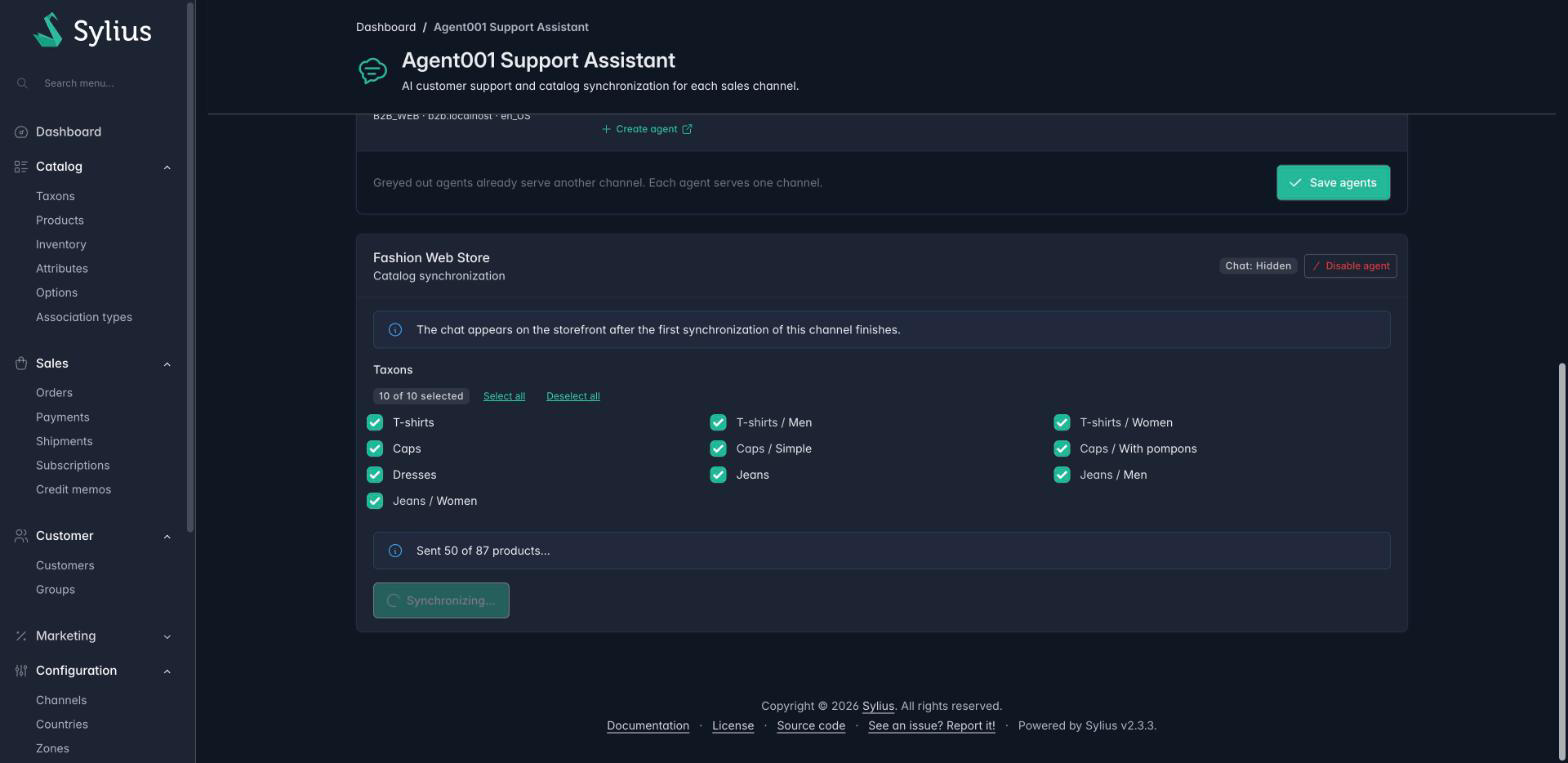 Sylius
Search menu...
Dashboard
Catalog
Taxons
Products
Inventory
Attributes
Options
Association types
Sales
Orders
Payments
Shipments
Subscriptions
Credit memos
Customer
Customers
Groups
Marketing
Configuration
Channels
Countries
Zones
Dashboard / Agent001 Support Assistant
Agent001 Support Assistant
AI customer support and catalog synchronization for each sales channel.
B2B_WEB · b2b.localhost · en_US
+ Create agent
Greyed out agents already serve another channel. Each agent serves one channel.
Save agents
Fashion Web Store
Catalog synchronization
Chat: Hidden
Disable agent
The chat appears on the storefront after the first synchronization of this channel finishes.
Taxons
10 of 10 selected Select all Deselect all
T-shirts T-shirts / Men T-shirts / Women
Caps Caps / Simple Caps / With pompons
Dresses Jeans Jeans / Men
Jeans / Women
Sent 50 of 87 products...
Synchronizing...
Copyright © 2026 Sylius. All rights reserved.
Documentation · License · Source code · See an issue? Report it! · Powered by Sylius v2.3.3.